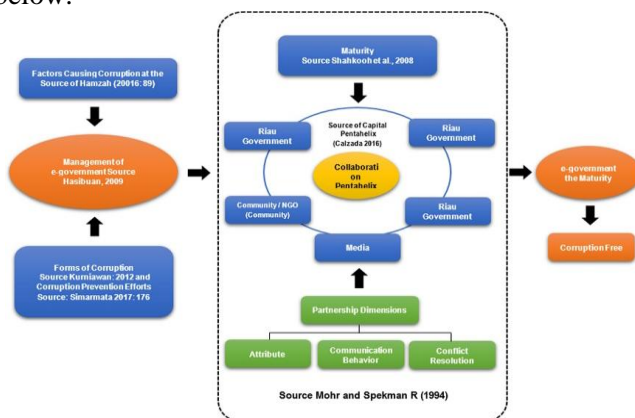 below.
Factors Causing Corruption at the
Source of Hamzah (20016: 89)
Management of
e-government Source
Hasibuan, 2009
Forms of Corruption
Source Kurniawan: 2012 and
Corruption Prevention Efforts
Source: Simarmata 2017: 176
Maturity
Source Shahkooh et al., 2008
Source of Capital
Pentahelix
(Calzada 2016)
Riau
Government
Riau
Government
Collaborati
on
Pentahelix
Community / NGO
(Community)
Riau
Government
Media
Partnership Dimensions
Attribute
Communication
Behavior
Conflict
Resolution
Source Mohr and Spekman R (1994)
e-government
the Maturity
Corruption Free